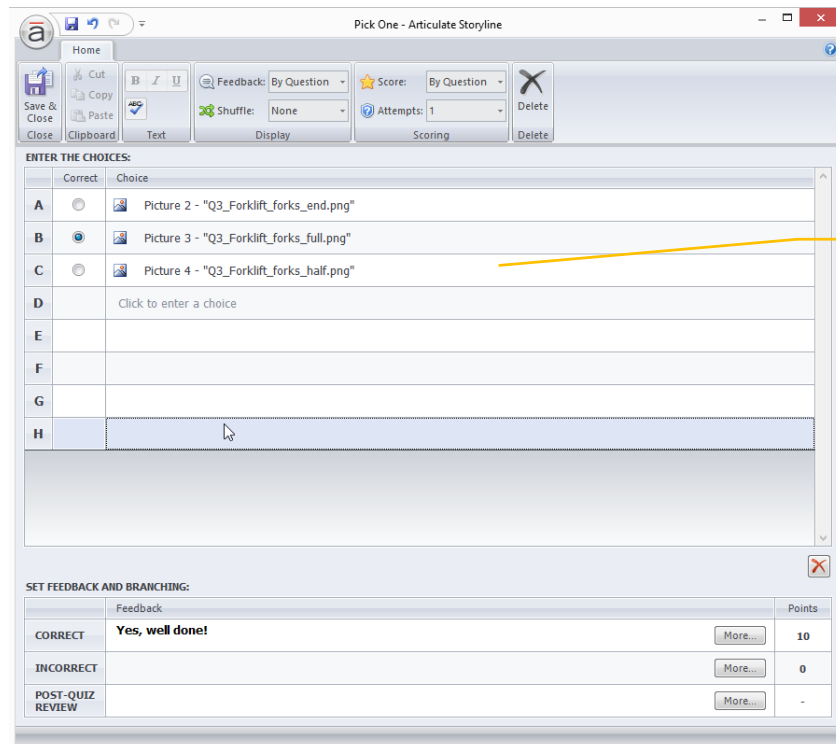 Pick One - Articulate Storyline
ā
Home
Save & Close
Cut
Copy
Paste
B I U
ABC
Feedback: By Question
Shuffle: None
Score: By Question
Attempts: 1
Delete
Close Clipboard Text Display Scoring Delete
ENTER THE CHOICES:
Correct Choice
A Picture 2 - "Q3_Forklift_forks_end.png"
B Picture 3 - "Q3_Forklift_forks_full.png"
C Picture 4 - "Q3_Forklift_forks_half.png"
D Click to enter a choice
E
F
G
H
SET FEEDBACK AND BRANCHING:
Feedback Points
CORRECT Yes, well done! More... 10
INCORRECT More... 0
POST-QUIZ REVIEW More... -